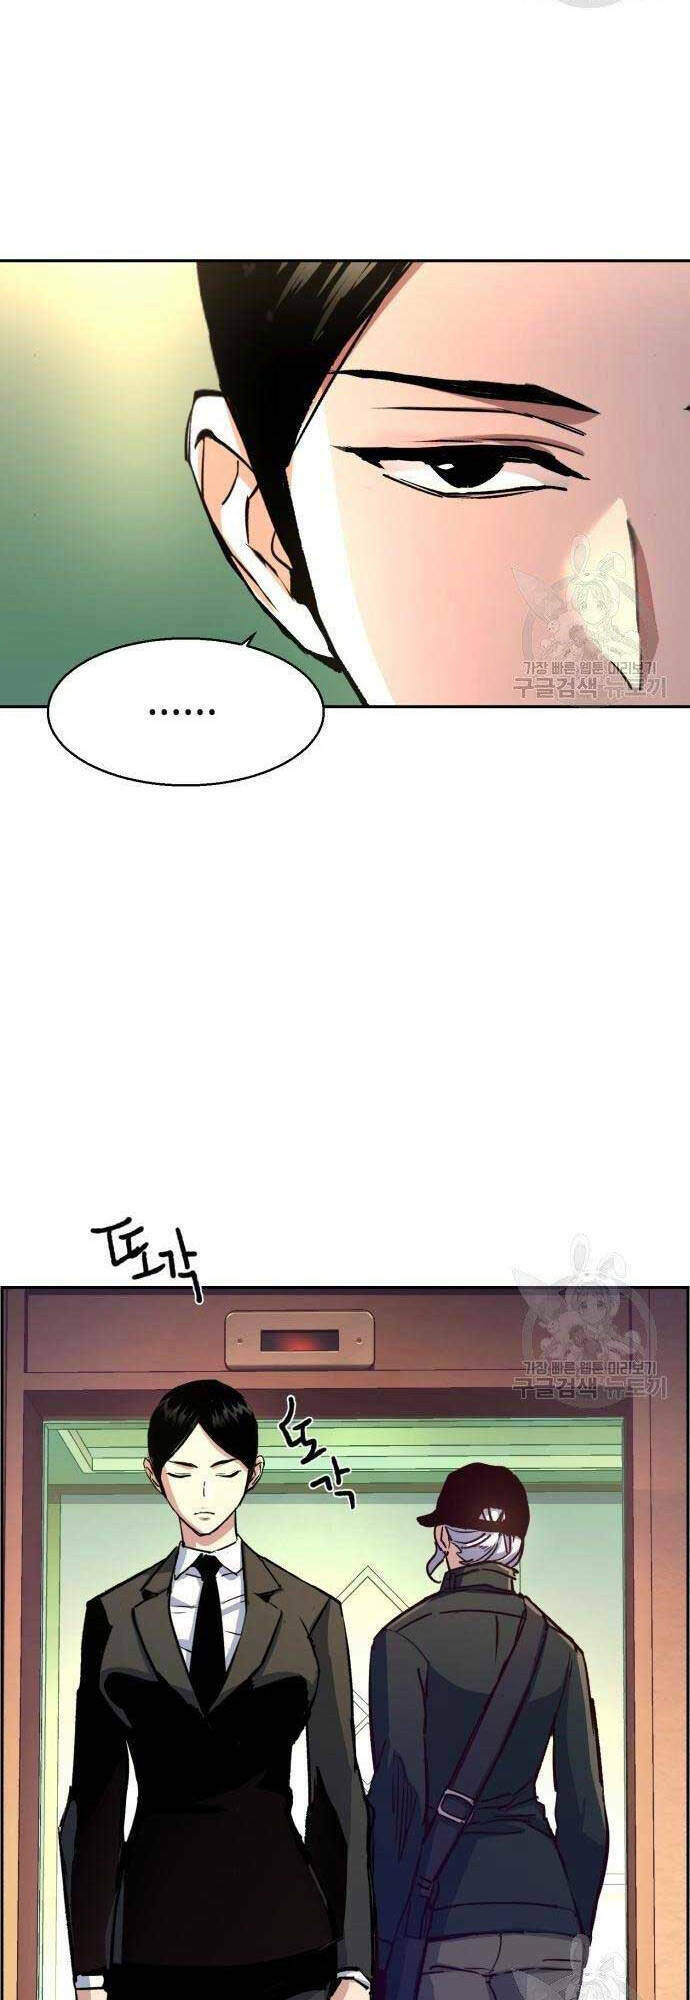 가장 빠른 웹툰 미리보기
구글검색 뉴토끼
......
또각
가장 빠른 웹툰 미리보기
구글검색 뉴토끼
또각